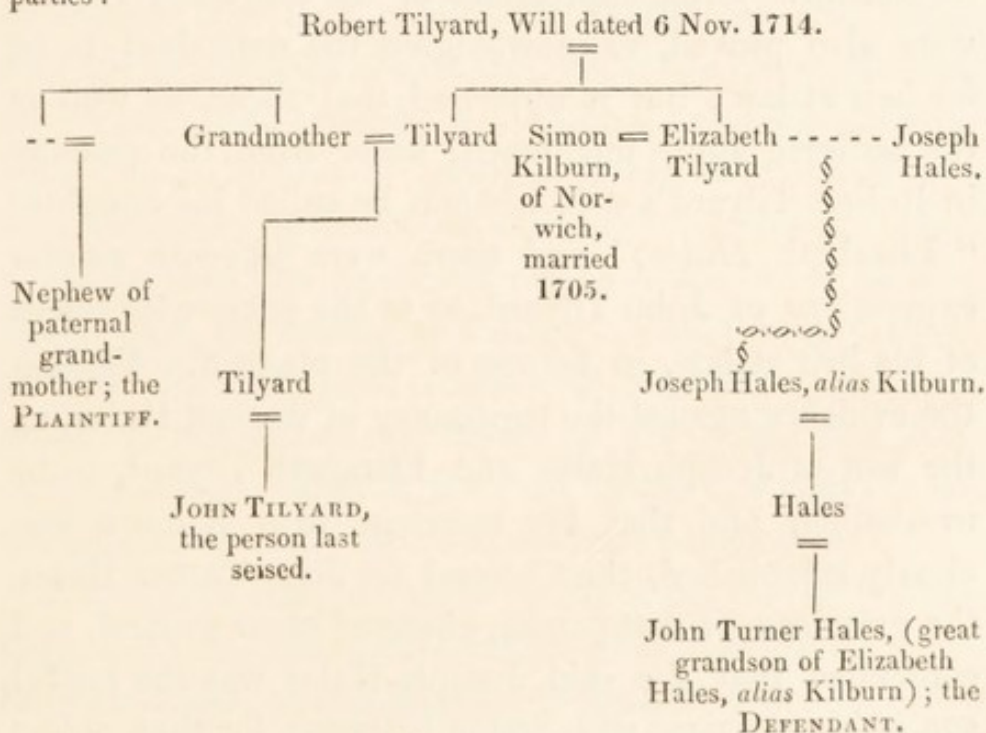 parties :
Robert Tilyard, Will dated 6 Nov. 1714.
Grandmother = Tilyard
Simon = Elizabeth - - - - - Joseph
Kilburn, Tilyard Hales.
of Nor-
wich,
married
1705.
Nephew of
paternal
grand-
mother; the
PLAINTIFF.
Tilyard
Joseph Hales, alias Kilburn.
JOHN TILYARD,
the person last
seised.
Hales
John Turner Hales, (great
grandson of Elizabeth
Hales, alias Kilburn) ; the
DEFENDANT.